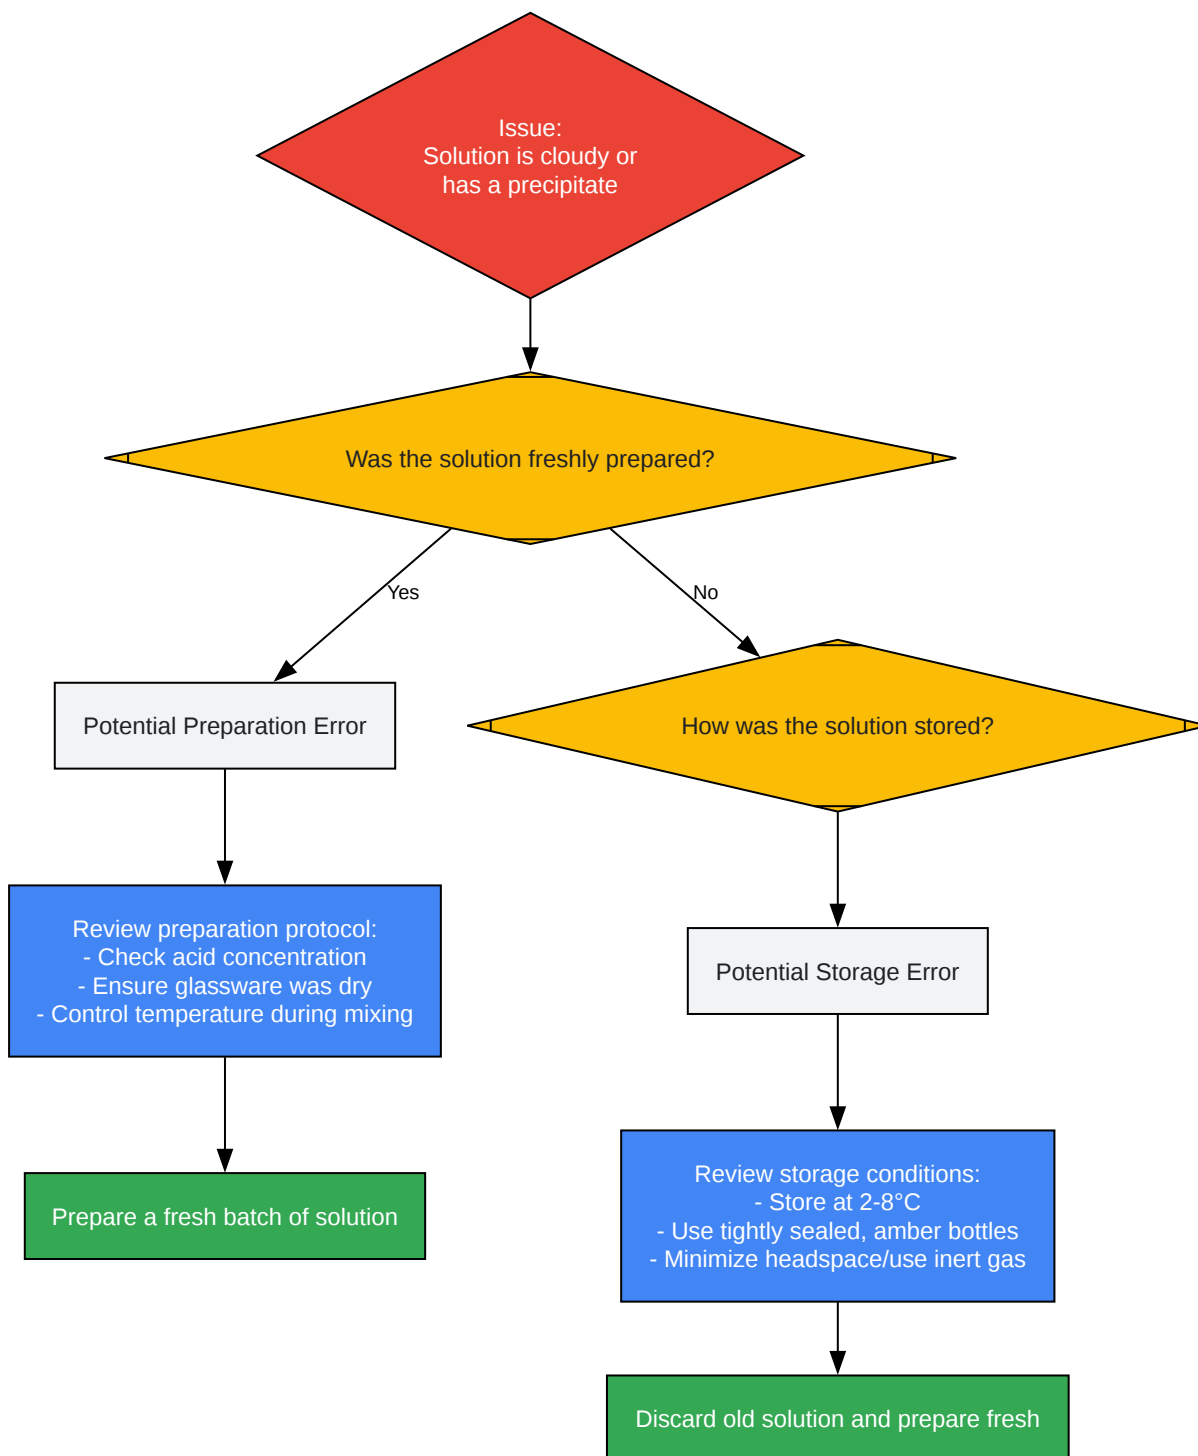 Issue:
Solution is cloudy or
has a precipitate
Was the solution freshly prepared?
Yes
No
Potential Preparation Error
How was the solution stored?
Review preparation protocol:
- Check acid concentration
- Ensure glassware was dry
- Control temperature during mixing
Potential Storage Error
Prepare a fresh batch of solution
Review storage conditions:
- Store at 2-8°C
- Use tightly sealed, amber bottles
- Minimize headspace/use inert gas
Discard old solution and prepare fresh